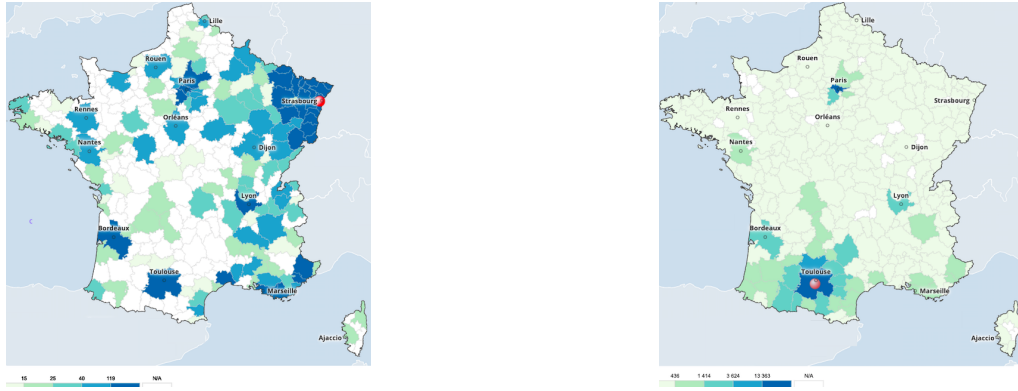 Lille
Rouen
Paris
Strasbourg
Rennes
Orléans
Nantes
Dijon
Lyon
Bordeaux
Toulouse
Marseille
Ajaccio
15 25 40 119 N/A
Lille
Rouen
Paris
Strasbourg
Rennes
Orléans
Nantes
Dijon
Lyon
Bordeaux
Toulouse
Marseille
Ajaccio
436 1 414 3 624 13 363 N/A